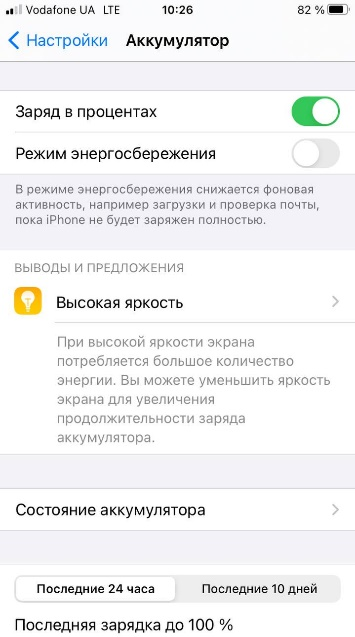 Vodafone UA LTE 10:26 82 %
Настройки Аккумулятор
Заряд в процентах
Режим энергосбережения
В режиме энергосбережения снижается фоновая
активность, например загрузки и проверка почты,
пока iPhone не будет заряжен полностью.
ВЫВОДЫ И ПРЕДЛОЖЕНИЯ
Высокая яркость
При высокой яркости экрана
потребляется большое количество
энергии. Вы можете уменьшить яркость
экрана для увеличения
продолжительности заряда
аккумулятора.
Состояние аккумулятора
Последние 24 часа Последние 10 дней
Последняя зарядка до 100 %